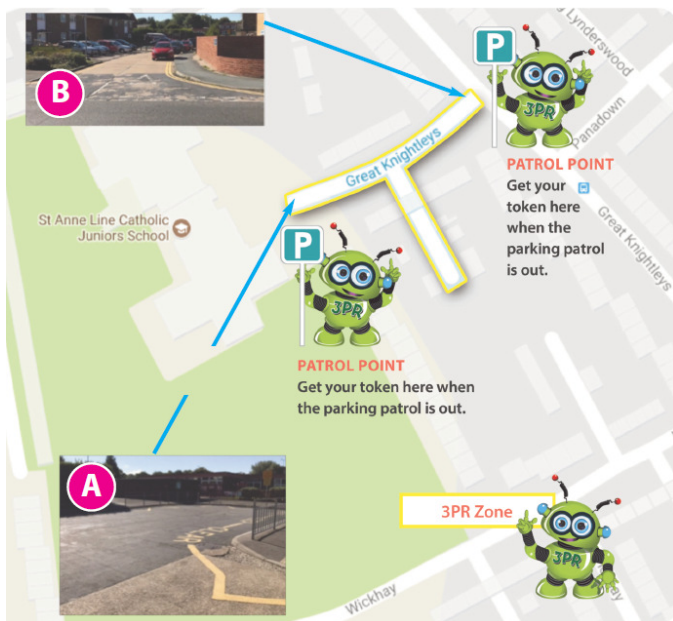 B
P
3PR
Lynderswood
Panadown
PATROL POINT
Get your
token here
when the
parking patrol
is out.
Great Knightleys
Great Knightleys
St Anne Line Catholic
Juniors School
P
3PR
PATROL POINT
Get your token here when
the parking patrol is out.
A
3PR Zone
3PR
Wickhay